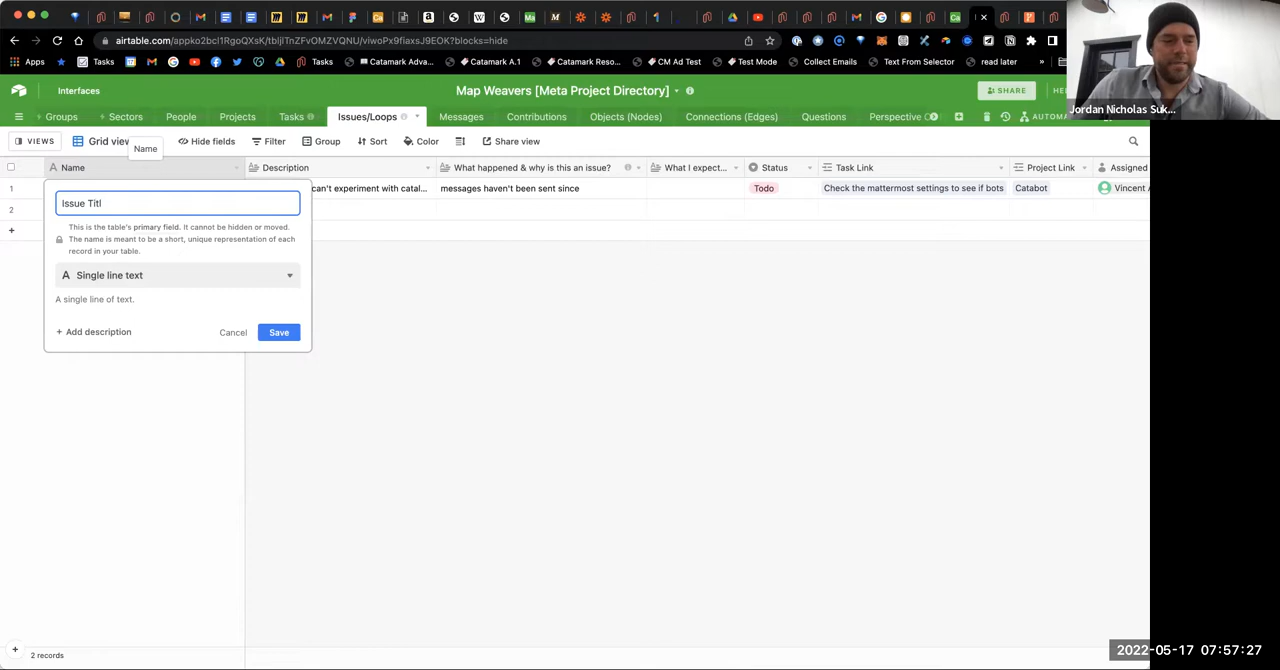 airtable.com/appko2bcl1RgoQXsK/tbljiTnZFvOMZVQNU/viwoPx9fiaxsJ9EOK?blocks=hide
Apps
Tasks
Tasks
Catamark Adva...
Catamark A.1
Catamark Reso...
CM Ad Test
Test Mode
Collect Emails
Text From Selector
read later
»
Interfaces
Map Weavers [Meta Project Directory]
SHARE
Jordan Nicholas Suk...
Groups
Sectors
People
Projects
Tasks
Issues/Loops
Messages
Contributions
Objects (Nodes)
Connections (Edges)
Questions
Perspective
AUTOMA
VIEWS
Grid view
Name
Hide fields
Filter
Group
Sort
Color
Share view
Name
Description
What happened & why is this an issue?
What I expect...
Status
Task Link
Project Link
Assigned
1
can't experiment with catal...
messages haven't been sent since
Todo
Check the mattermost settings to see if bots
Catabot
Vincent
2
+
Issue Titl
This is the table's primary field. It cannot be hidden or moved.
The name is meant to be a short, unique representation of each
record in your table.
Single line text
A single line of text.
+ Add description
Cancel
Save
+
2 records
2022-05-17 07:57:27